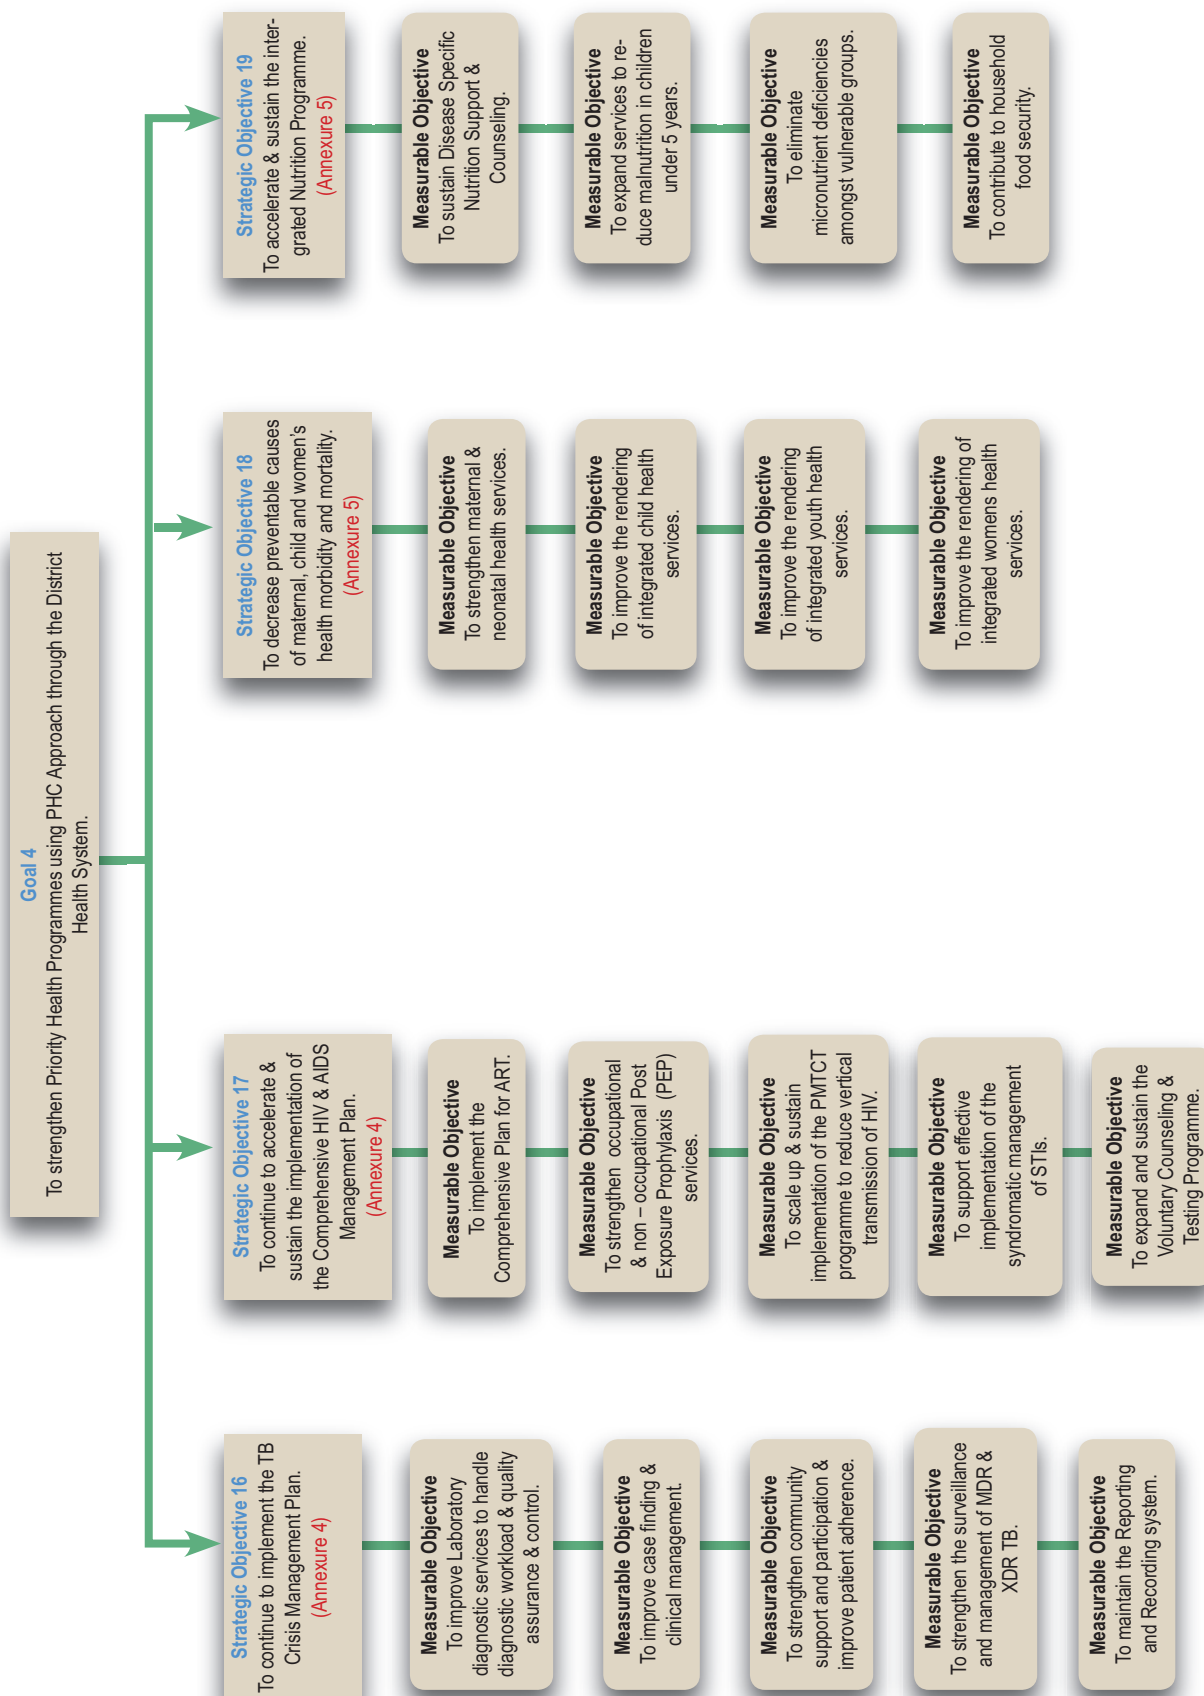 Goal 4
To strengthen Priority Health Programmes using PHC Approach through the District
Health System.
Strategic Objective 16
To continue to implement the TB
Crisis Management Plan.
(Annexure 4)
Measurable Objective
To improve Laboratory
diagnostic services to handle
diagnostic workload & quality
assurance & control.
Measurable Objective
To improve case finding &
clinical management.
Measurable Objective
To strengthen community
support and participation &
improve patient adherence.
Measurable Objective
To strengthen the surveillance
and management of MDR &
XDR TB.
Measurable Objective
To maintain the Reporting
and Recording system.
Strategic Objective 17
To continue to accelerate &
sustain the implementation of
the Comprehensive HIV & AIDS
Management Plan.
(Annexure 4)
Measurable Objective
To implement the
Comprehensive Plan for ART.
Measurable Objective
To strengthen occupational
& non – occupational Post
Exposure Prophylaxis (PEP)
services.
Measurable Objective
To scale up & sustain
implementation of the PMTCT
programme to reduce vertical
transmission of HIV.
Measurable Objective
To support effective
implementation of the
syndromatic management
of STIs.
Measurable Objective
To expand and sustain the
Voluntary Counseling &
Testing Programme.
Strategic Objective 18
To decrease preventable causes
of maternal, child and women's
health morbidity and mortality.
(Annexure 5)
Measurable Objective
To strengthen maternal &
neonatal health services.
Measurable Objective
To improve the rendering
of integrated child health
services.
Measurable Objective
To improve the rendering
of integrated youth health
services.
Measurable Objective
To improve the rendering of
integrated womens health
services.
Strategic Objective 19
To accelerate & sustain the inter-
grated Nutrition Programme.
(Annexure 5)
Measurable Objective
To sustain Disease Specific
Nutrition Support &
Counseling.
Measurable Objective
To expand services to re-
duce malnutrition in children
under 5 years.
Measurable Objective
To eliminate
micronutrient deficiencies
amongst vulnerable groups.
Measurable Objective
To contribute to household
food security.